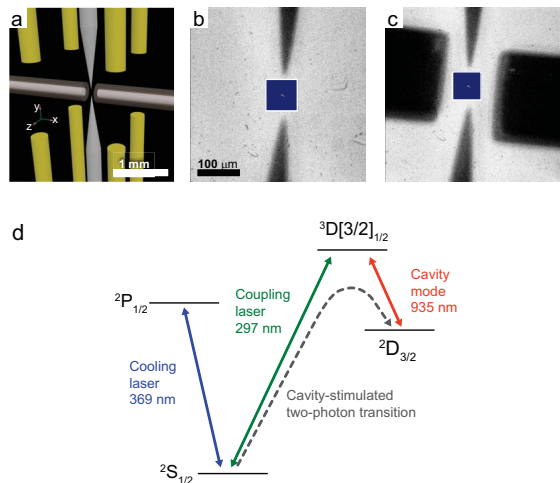 a
b
c
y
x
z
1 mm
100 μm
d
³D[3/2]₁/₂
²P₁/₂
Coupling
laser
297 nm
Cavity
mode
935 nm
²D₃/₂
Cooling
laser
369 nm
Cavity-stimulated
two-photon transition
²S₁/₂